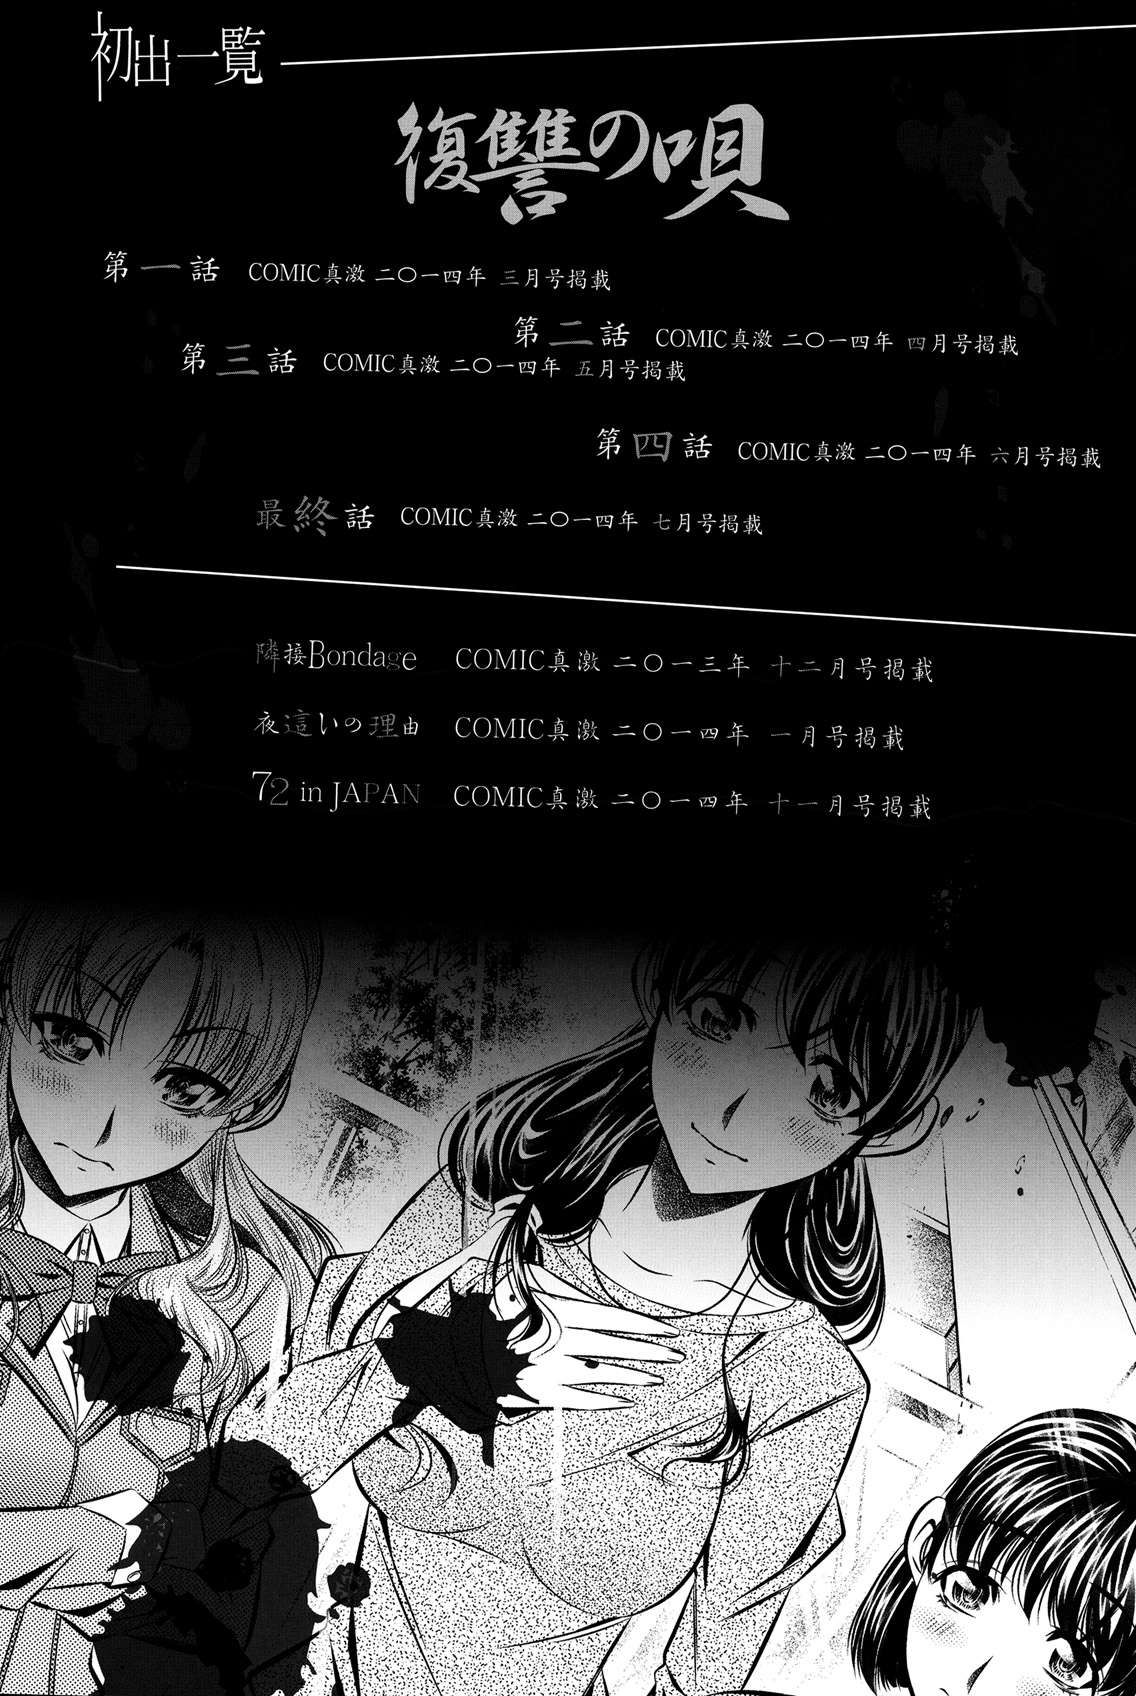 初出一覧
復讐の唄
第一話 COMIC真激 二〇一四年 三月号掲載
第二話 COMIC真激 二〇一四年 四月号掲載
第三話 COMIC真激 二〇一四年 五月号掲載
第四話 COMIC真激 二〇一四年 六月号掲載
最終話 COMIC真激 二〇一四年 七月号掲載
隣接Bondage COMIC真激 二〇一三年 十二月号掲載
夜這いの理由 COMIC真激 二〇一四年 一月号掲載
72 in JAPAN COMIC真激 二〇一四年 十一月号掲載